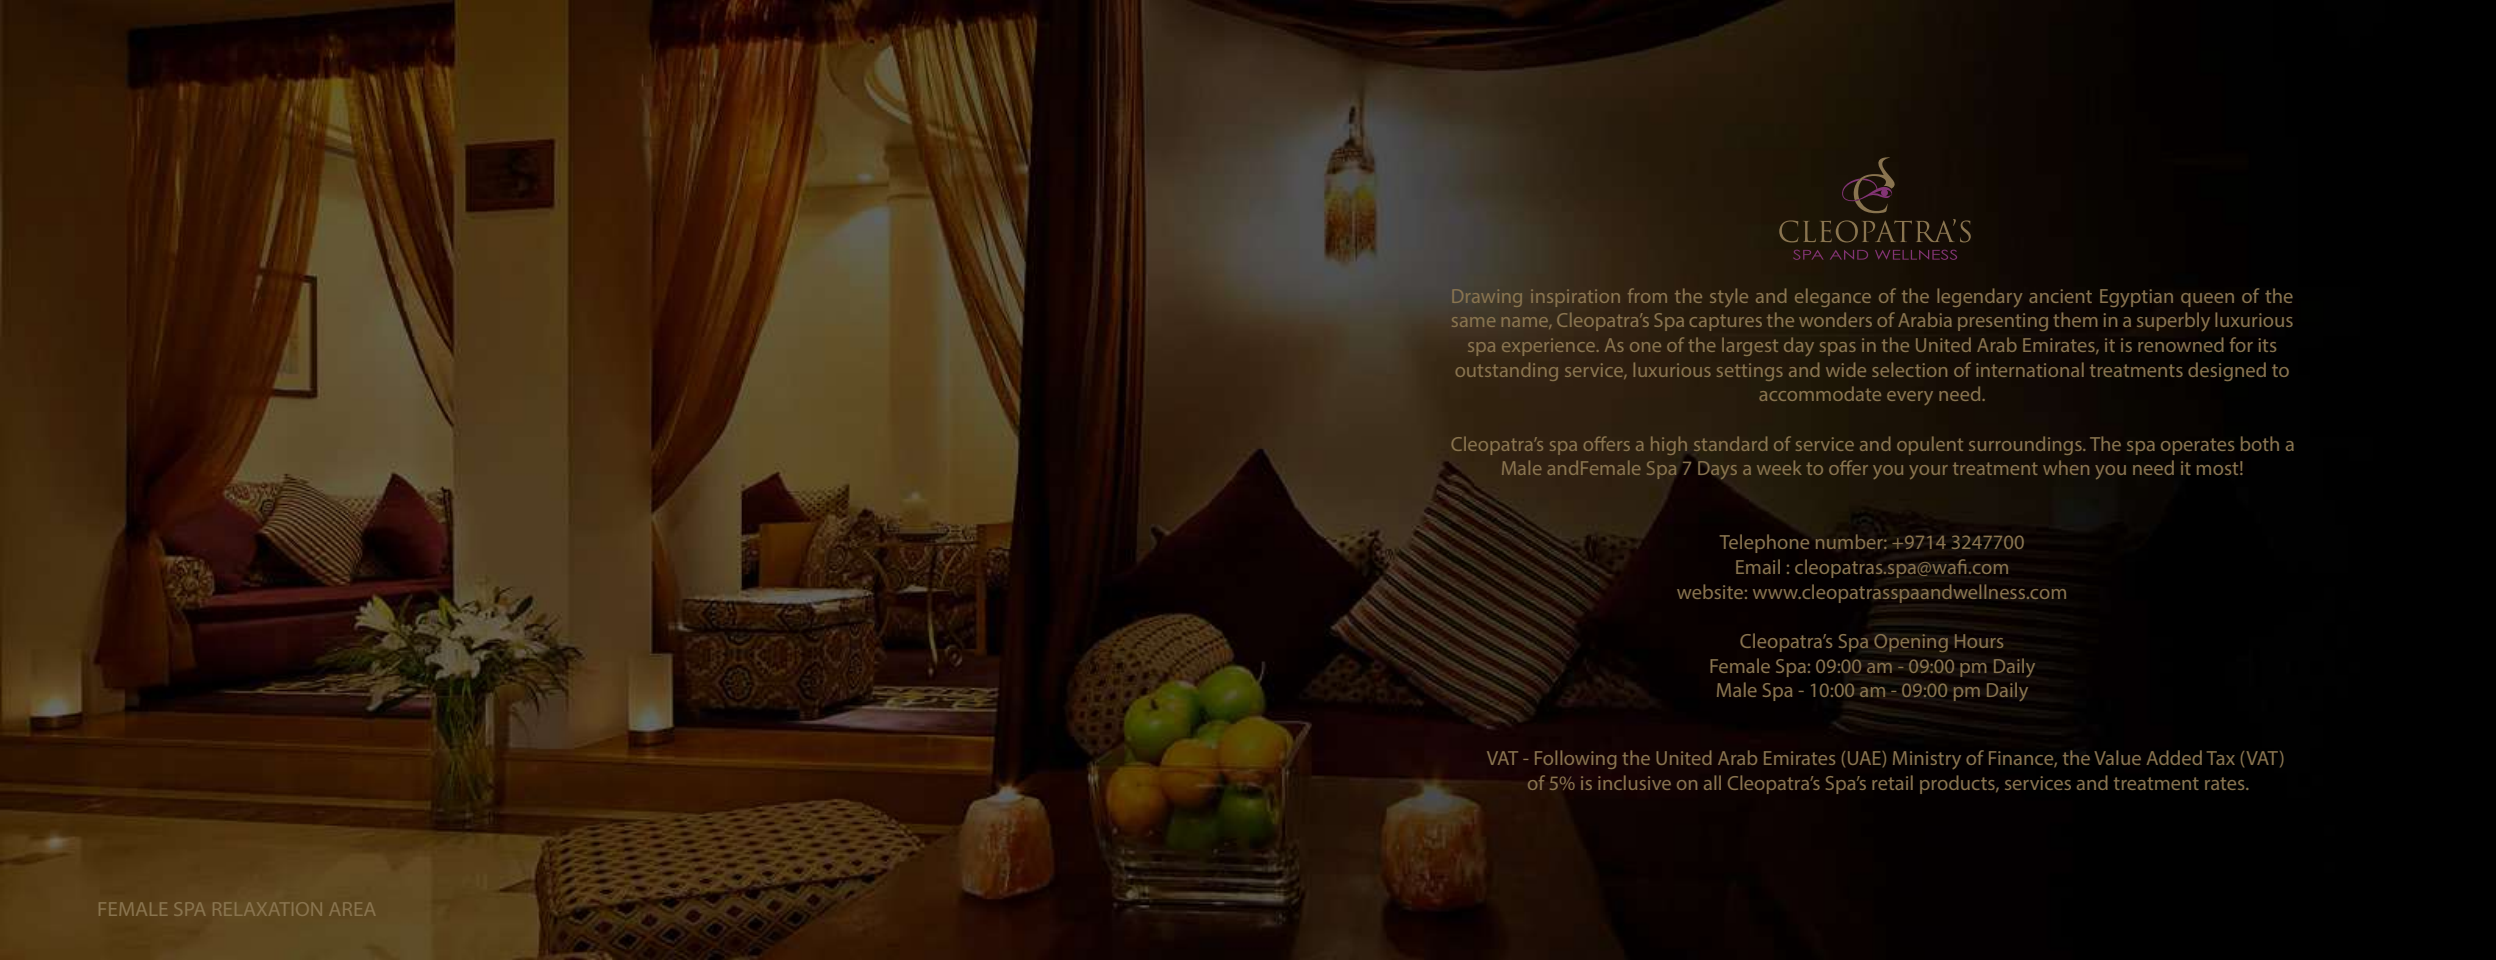 CLEOPATRA'S
SPA AND WELLNESS
Drawing inspiration from the style and elegance of the legendary ancient Egyptian queen of the
same name, Cleopatra's Spa captures the wonders of Arabia presenting them in a superbly luxurious
spa experience. As one of the largest day spas in the United Arab Emirates, it is renowned for its
outstanding service, luxurious settings and wide selection of international treatments designed to
accommodate every need.
Cleopatra's spa offers a high standard of service and opulent surroundings. The spa operates both a
Male andFemale Spa 7 Days a week to offer you your treatment when you need it most!
Telephone number: +9714 3247700
Email : cleopatras.spa@wafi.com
website: www.cleopatrasspaandwellness.com
Cleopatra's Spa Opening Hours
Female Spa: 09:00 am - 09:00 pm Daily
Male Spa - 10:00 am - 09:00 pm Daily
VAT - Following the United Arab Emirates (UAE) Ministry of Finance, the Value Added Tax (VAT)
of 5% is inclusive on all Cleopatra's Spa's retail products, services and treatment rates.
FEMALE SPA RELAXATION AREA